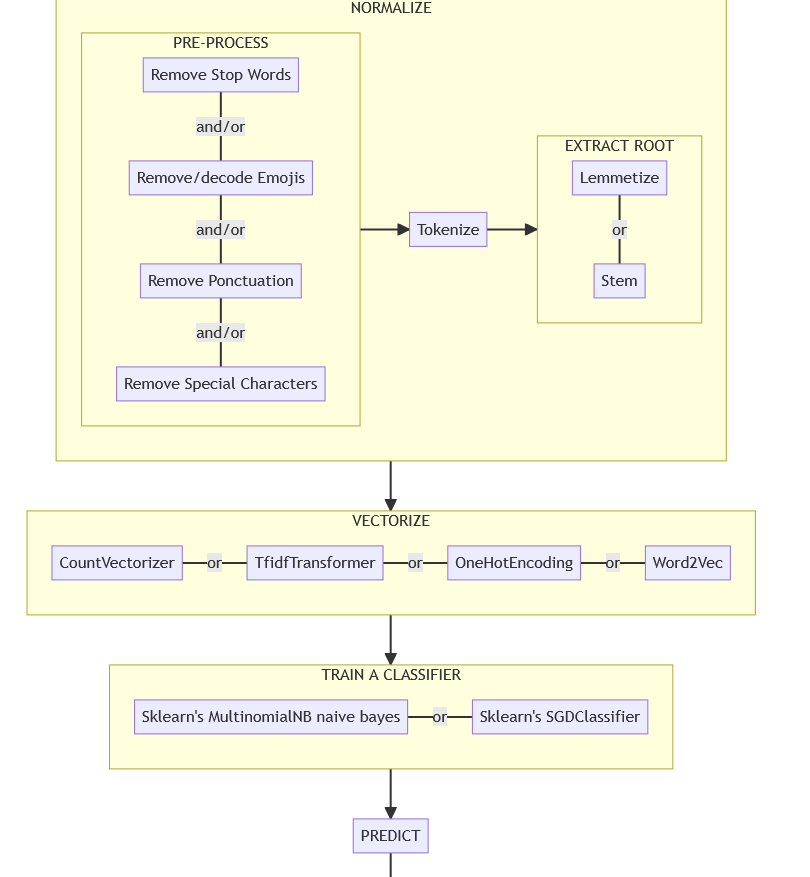 NORMALIZE
PRE-PROCESS
Remove Stop Words
and/or
Remove/decode Emojis
and/or
Remove Ponctuation
and/or
Remove Special Characters
Tokenize
EXTRACT ROOT
Lemmetize
or
Stem
VECTORIZE
CountVectorizer or TfidfTransformer or OneHotEncoding or Word2Vec
TRAIN A CLASSIFIER
Sklearn's MultinomialNB naive bayes or Sklearn's SGDClassifier
PREDICT